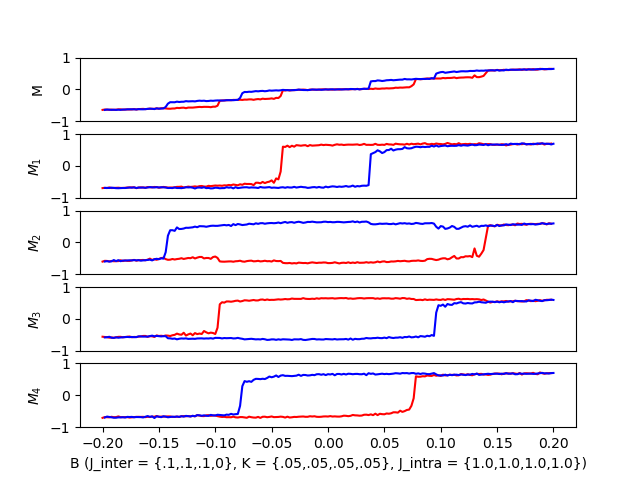 1
0
−1
M
1
0
−1
M₁
1
0
−1
M₂
1
0
−1
M₃
1
0
−1
M₄
−0.20 −0.15 −0.10 −0.05 0.00 0.05 0.10 0.15 0.20
B (J_inter = {.1,.1,.1,0}, K = {.05,.05,.05,.05}, J_intra = {1.0,1.0,1.0,1.0})